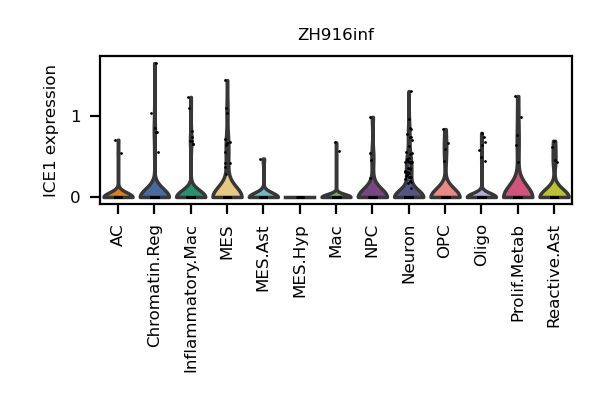 ZH916inf
ICE1 expression
1
0
AC
Chromatin.Reg
Inflammatory.Mac
MES
MES.Ast
MES.Hyp
Mac
NPC
Neuron
OPC
Oligo
Prolif.Metab
Reactive.Ast